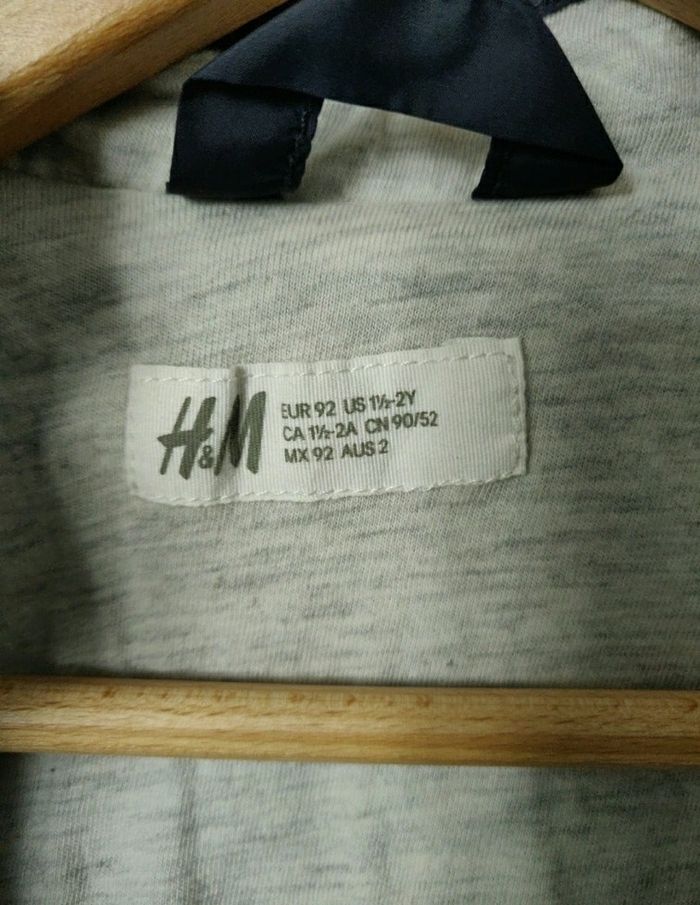 H&M
EUR 92 US 1½-2Y
CA 1½-2A CN 90/52
MX 92 AUS 2